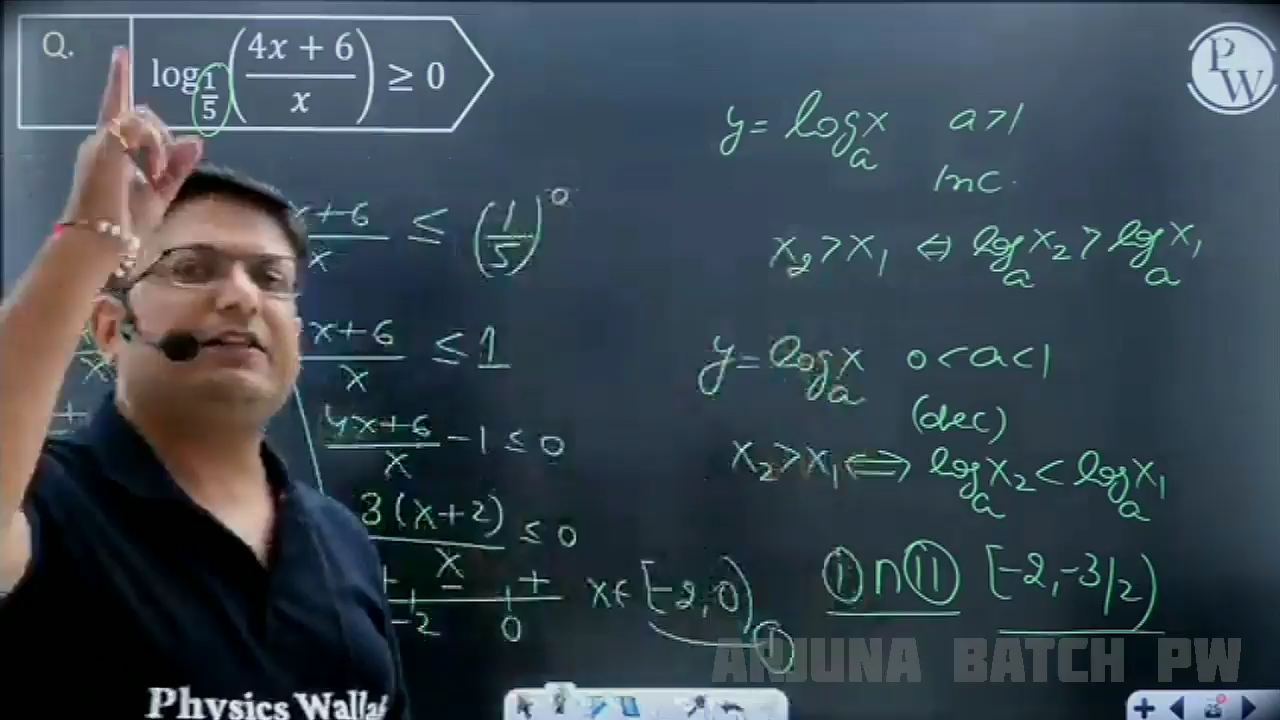 Q.
log 1/5 ((4x + 6)/x) ≥ 0
PW
y = log_a x a>1
Inc.
x+6/x ≤ (1/5)^0
x₂>x₁ ⇔ log_a x₂ > log_a x₁
x+6/x ≤ 1
y = log_a x 0<a<1
(dec)
(4x+6)/x −1 ≤ 0
x₂>x₁ ⇔ log_a x₂ < log_a x₁
3(x+2)/x ≤ 0
− +
−2 0
x∈ [−2,0)
I
I ∩ II [−2, −3/2)
ARJUNA BATCH PW
Physics Walla